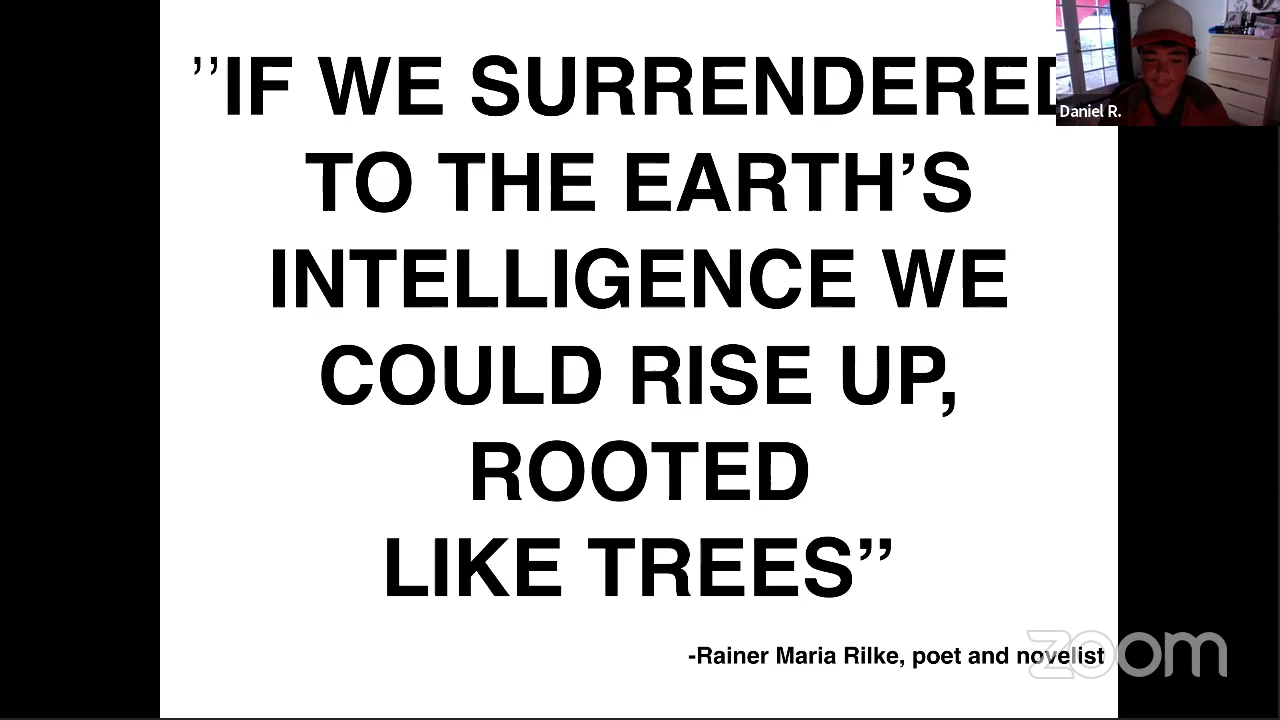 ’’IF WE SURRENDERED
TO THE EARTH’S
INTELLIGENCE WE
COULD RISE UP,
ROOTED
LIKE TREES’’
-Rainer Maria Rilke, poet and novelist
Daniel R.
zoom